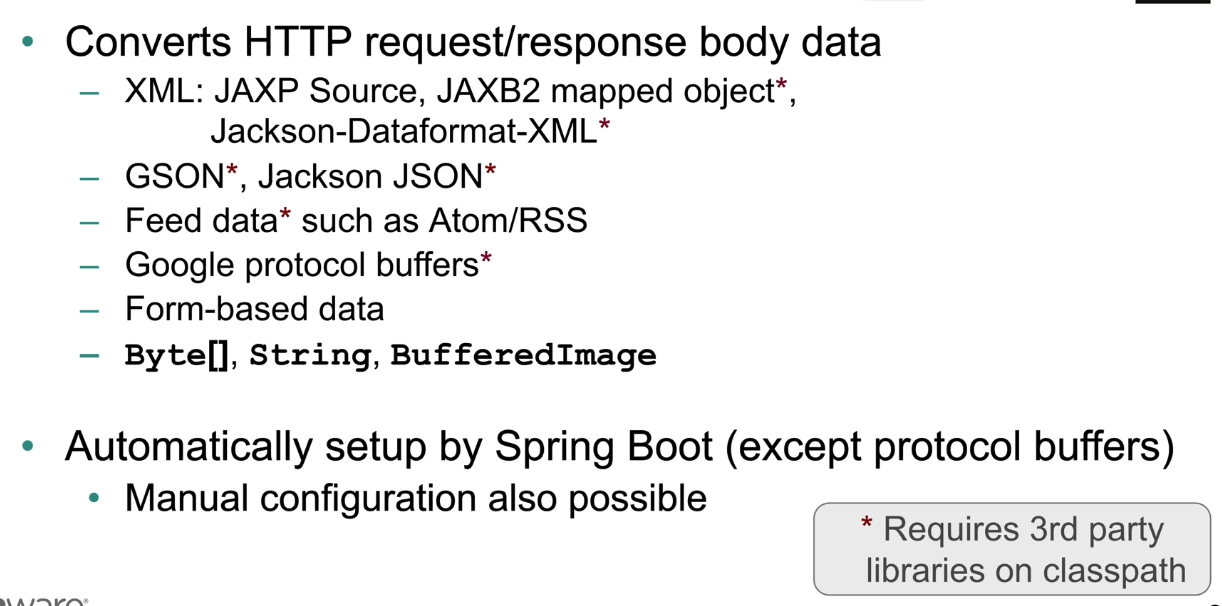 • Converts HTTP request/response body data
– XML: JAXP Source, JAXB2 mapped object*,
Jackson-Dataformat-XML*
– GSON*, Jackson JSON*
– Feed data* such as Atom/RSS
– Google protocol buffers*
– Form-based data
– Byte[], String, BufferedImage
• Automatically setup by Spring Boot (except protocol buffers)
• Manual configuration also possible
* Requires 3rd party
libraries on classpath